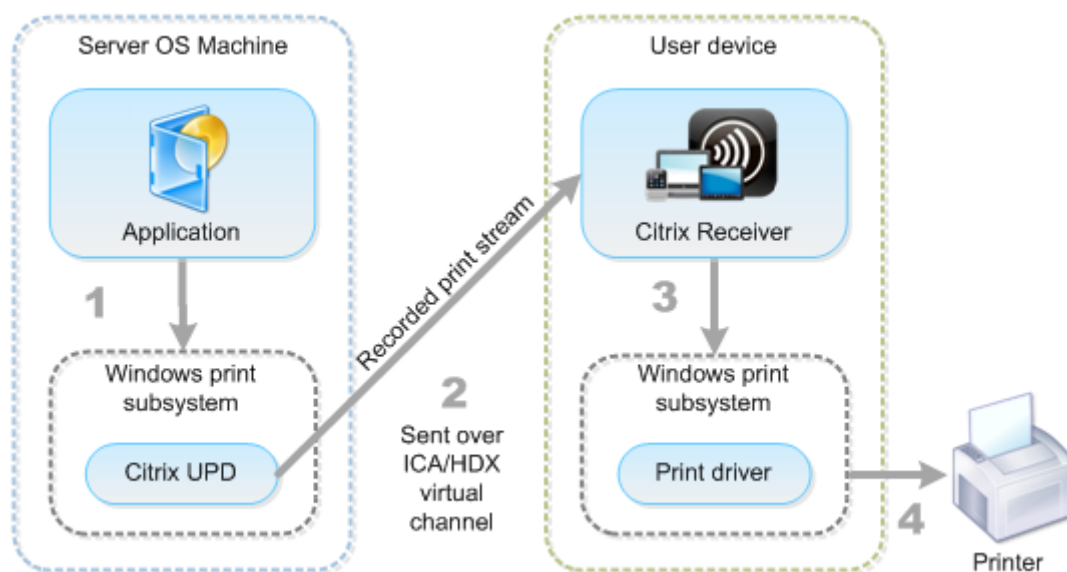 Server OS Machine
User device
Application
Citrix Receiver
1
Recorded print stream
3
Windows print
subsystem
2
Windows print
subsystem
Citrix UPD
Sent over
ICA/HDX
virtual
channel
Print driver
4
Printer